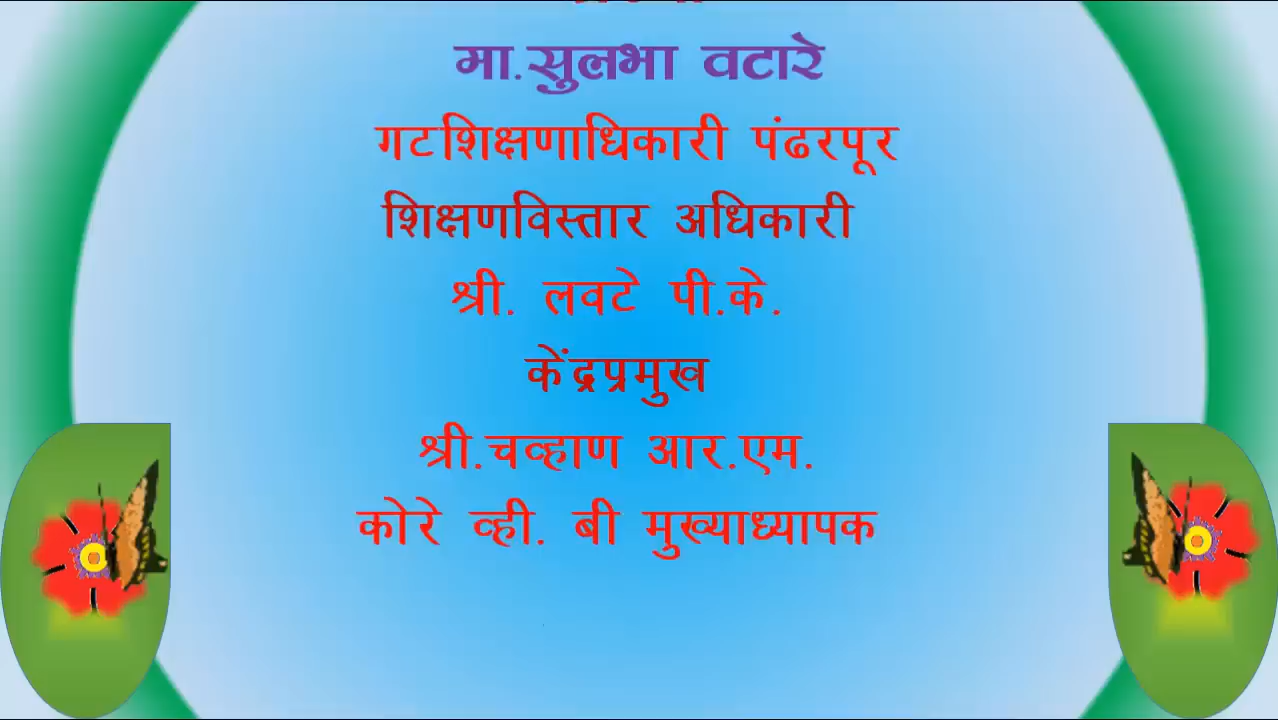 मा.सुलभा वटारे
गटशिक्षणाधिकारी पंढरपूर
शिक्षणविस्तार अधिकारी
श्री. लवटे पी.के.
केंद्रप्रमुख
श्री.चव्हाण आर.एम.
कोरे व्ही. बी मुख्याध्यापक